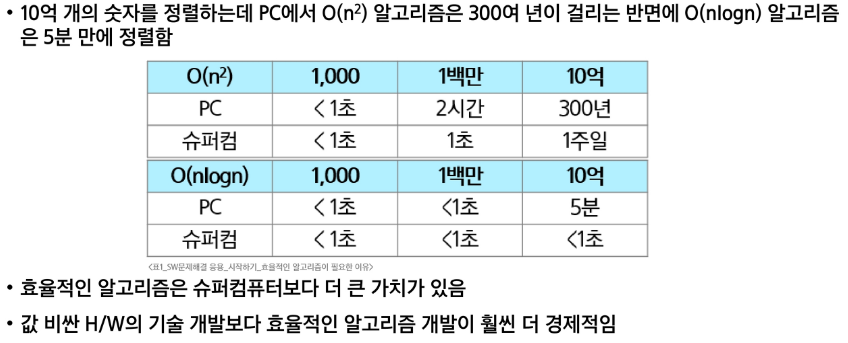 • 10억 개의 숫자를 정렬하는데 PC에서 O(n²) 알고리즘은 300여 년이 걸리는 반면에 O(nlogn) 알고리즘
은 5분 만에 정렬함
O(n²) 1,000 1백만 10억
PC < 1초 2시간 300년
슈퍼컴 < 1초 1초 1주일
O(nlogn) 1,000 1백만 10억
PC < 1초 <1초 5분
슈퍼컴 < 1초 <1초 <1초
<표1_SW문제해결 응용_시작하기_효율적인 알고리즘이 필요한 이유>
• 효율적인 알고리즘은 슈퍼컴퓨터보다 더 큰 가치가 있음
• 값 비싼 H/W의 기술 개발보다 효율적인 알고리즘 개발이 훨씬 더 경제적임